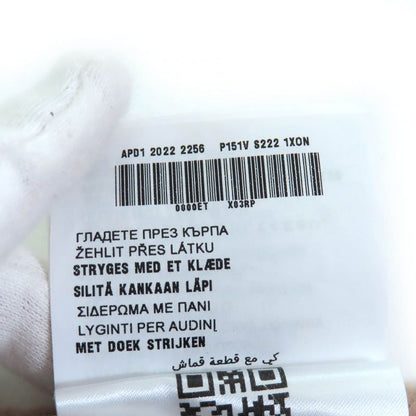 APD1 2022 2256 P151V S222 1XON
0800ET X03RP
ГЛАДЕТЕ ПРЕЗ КЪРПА
ŽEHLIT PŘES LÁTKU
STRYGES MED ET KLÆDE
SILITÄ KANKAAN LÄPI
ΣΙΔΕΡΩΜΑ ΜΕ ΠΑΝΙ
LYGINTI PER AUDINĮ
MET DOEK STRIJKEN
كي مع قطعة قماش